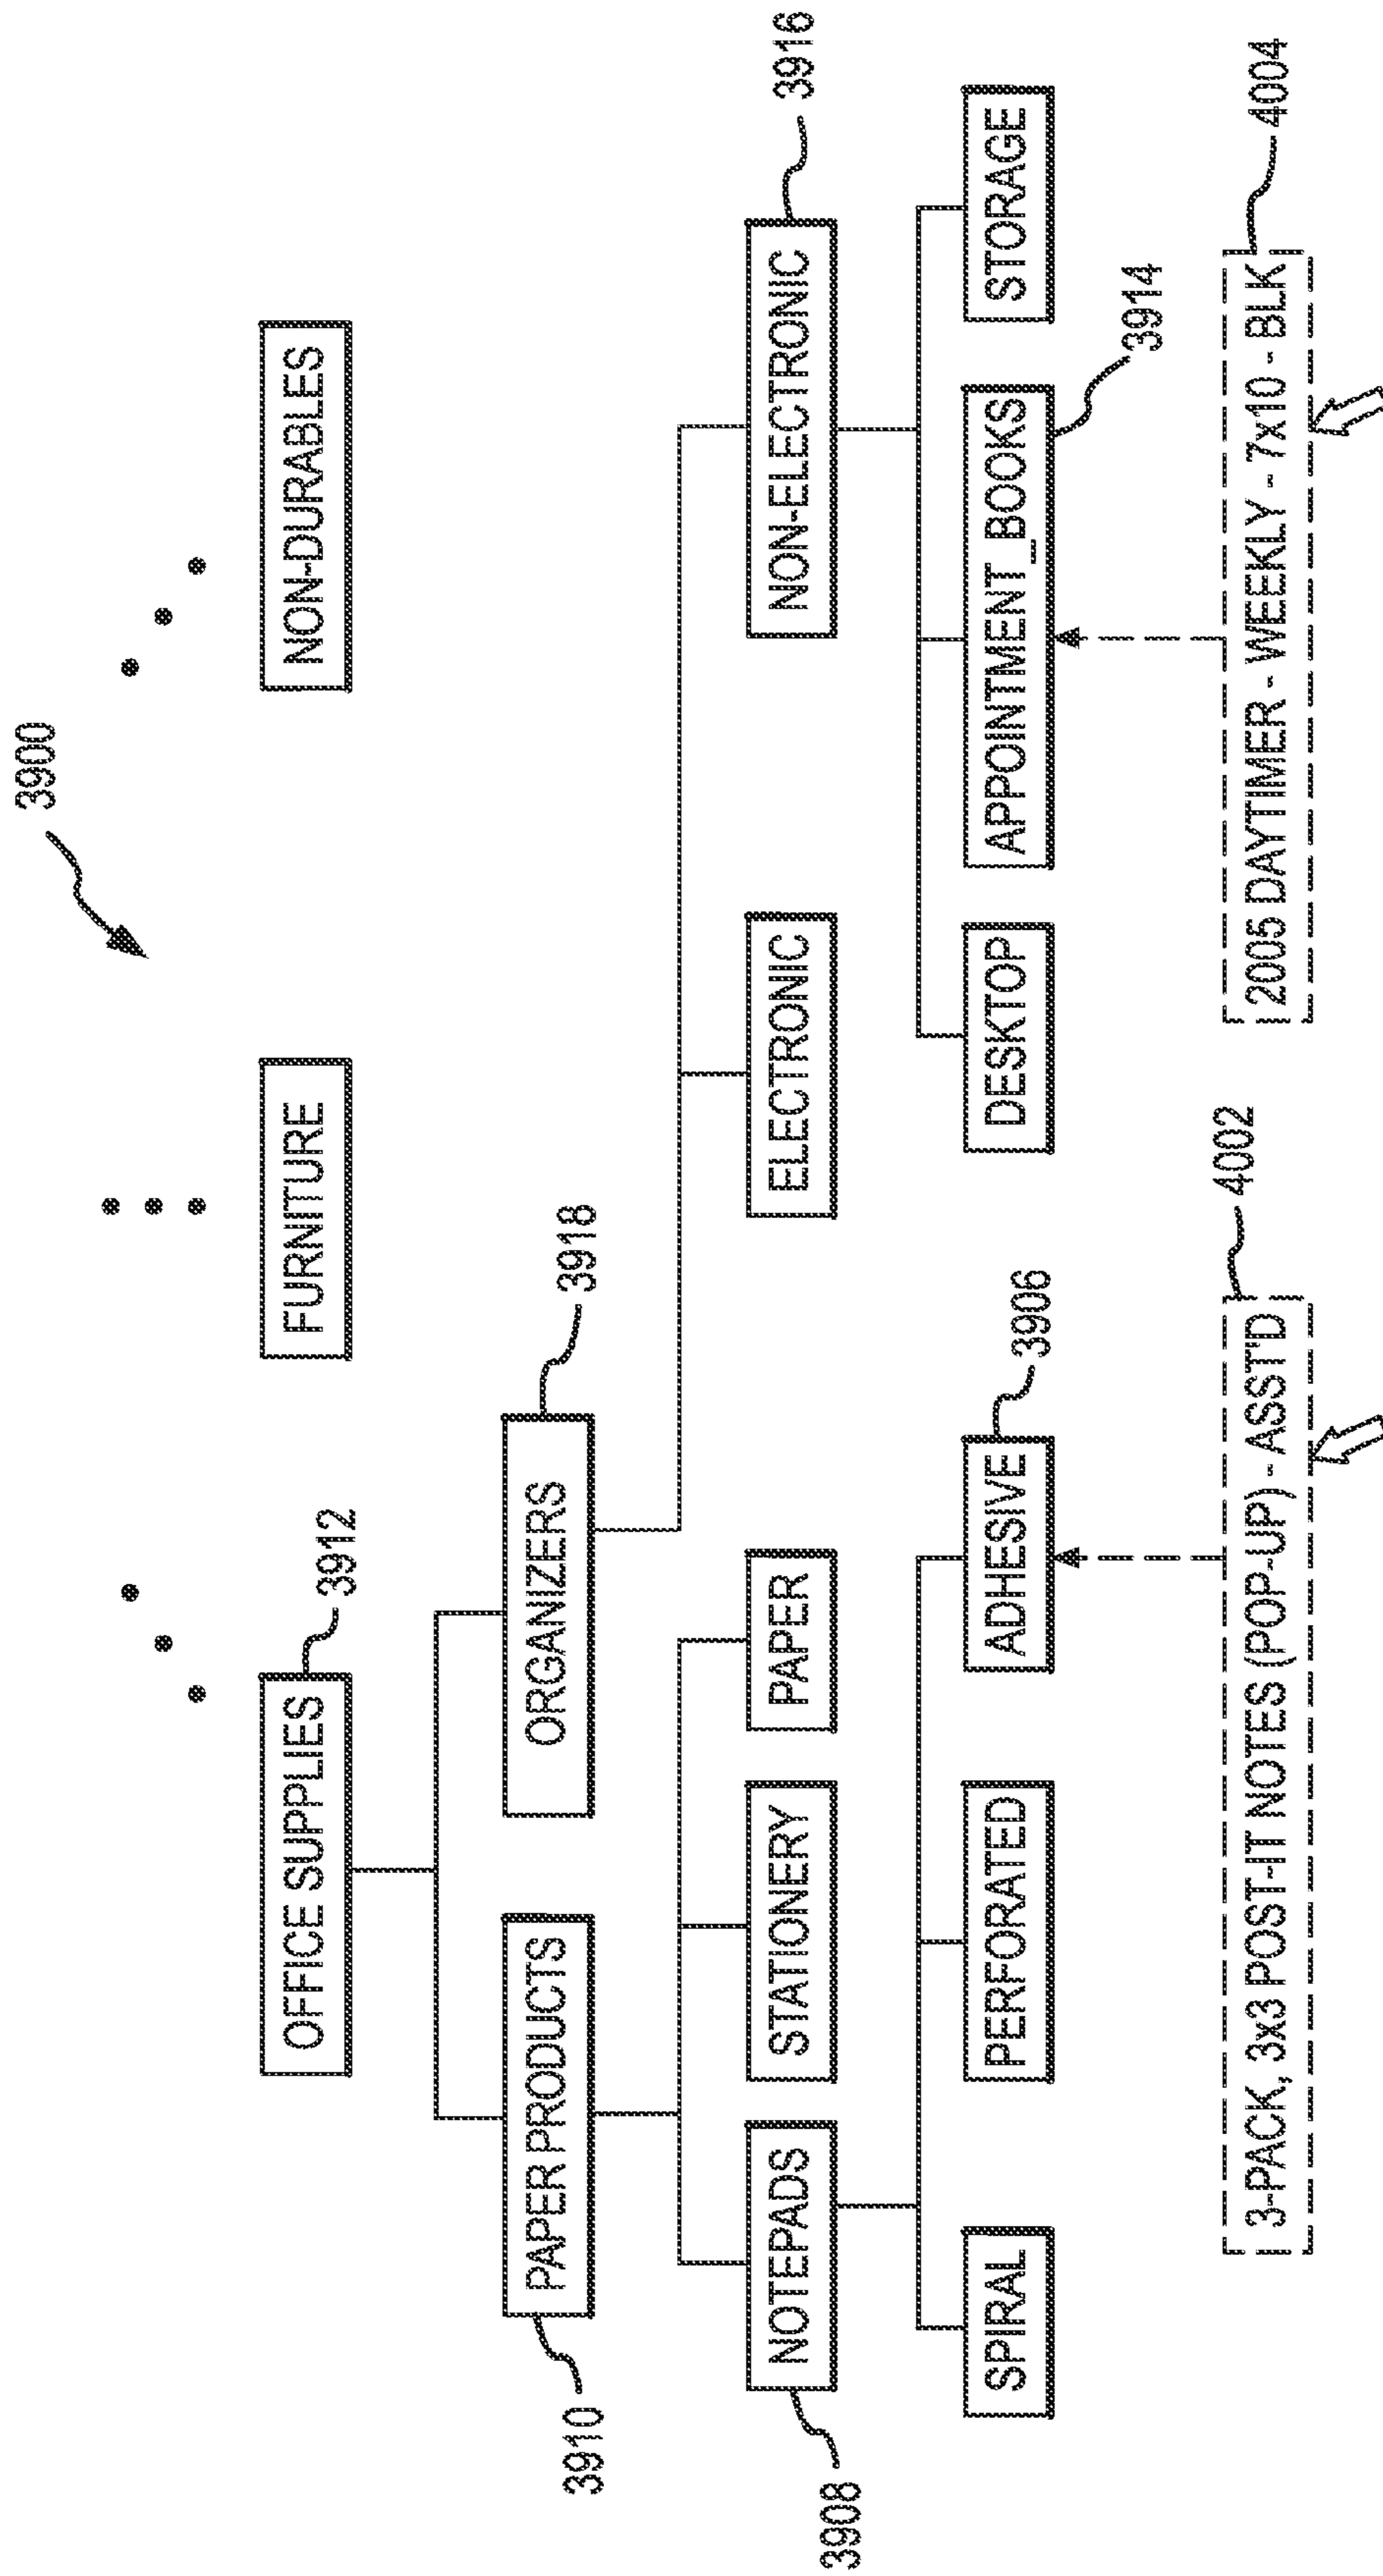 3900
OFFICE SUPPLIES
3912
FURNITURE
NON-DURABLES
3910
PAPER PRODUCTS
ORGANIZERS
3918
3908
NOTEPADS
STATIONERY
PAPER
ELECTRONIC
NON-ELECTRONIC
3916
SPIRAL
PERFORATED
ADHESIVE
3906
DESKTOP
APPOINTMENT_BOOKS
3914
STORAGE
3-PACK, 3x3 POST-IT NOTES (POP-UP) - ASST'D
4002
2005 DAYTIMER - WEEKLY - 7x10 - BLK
4004